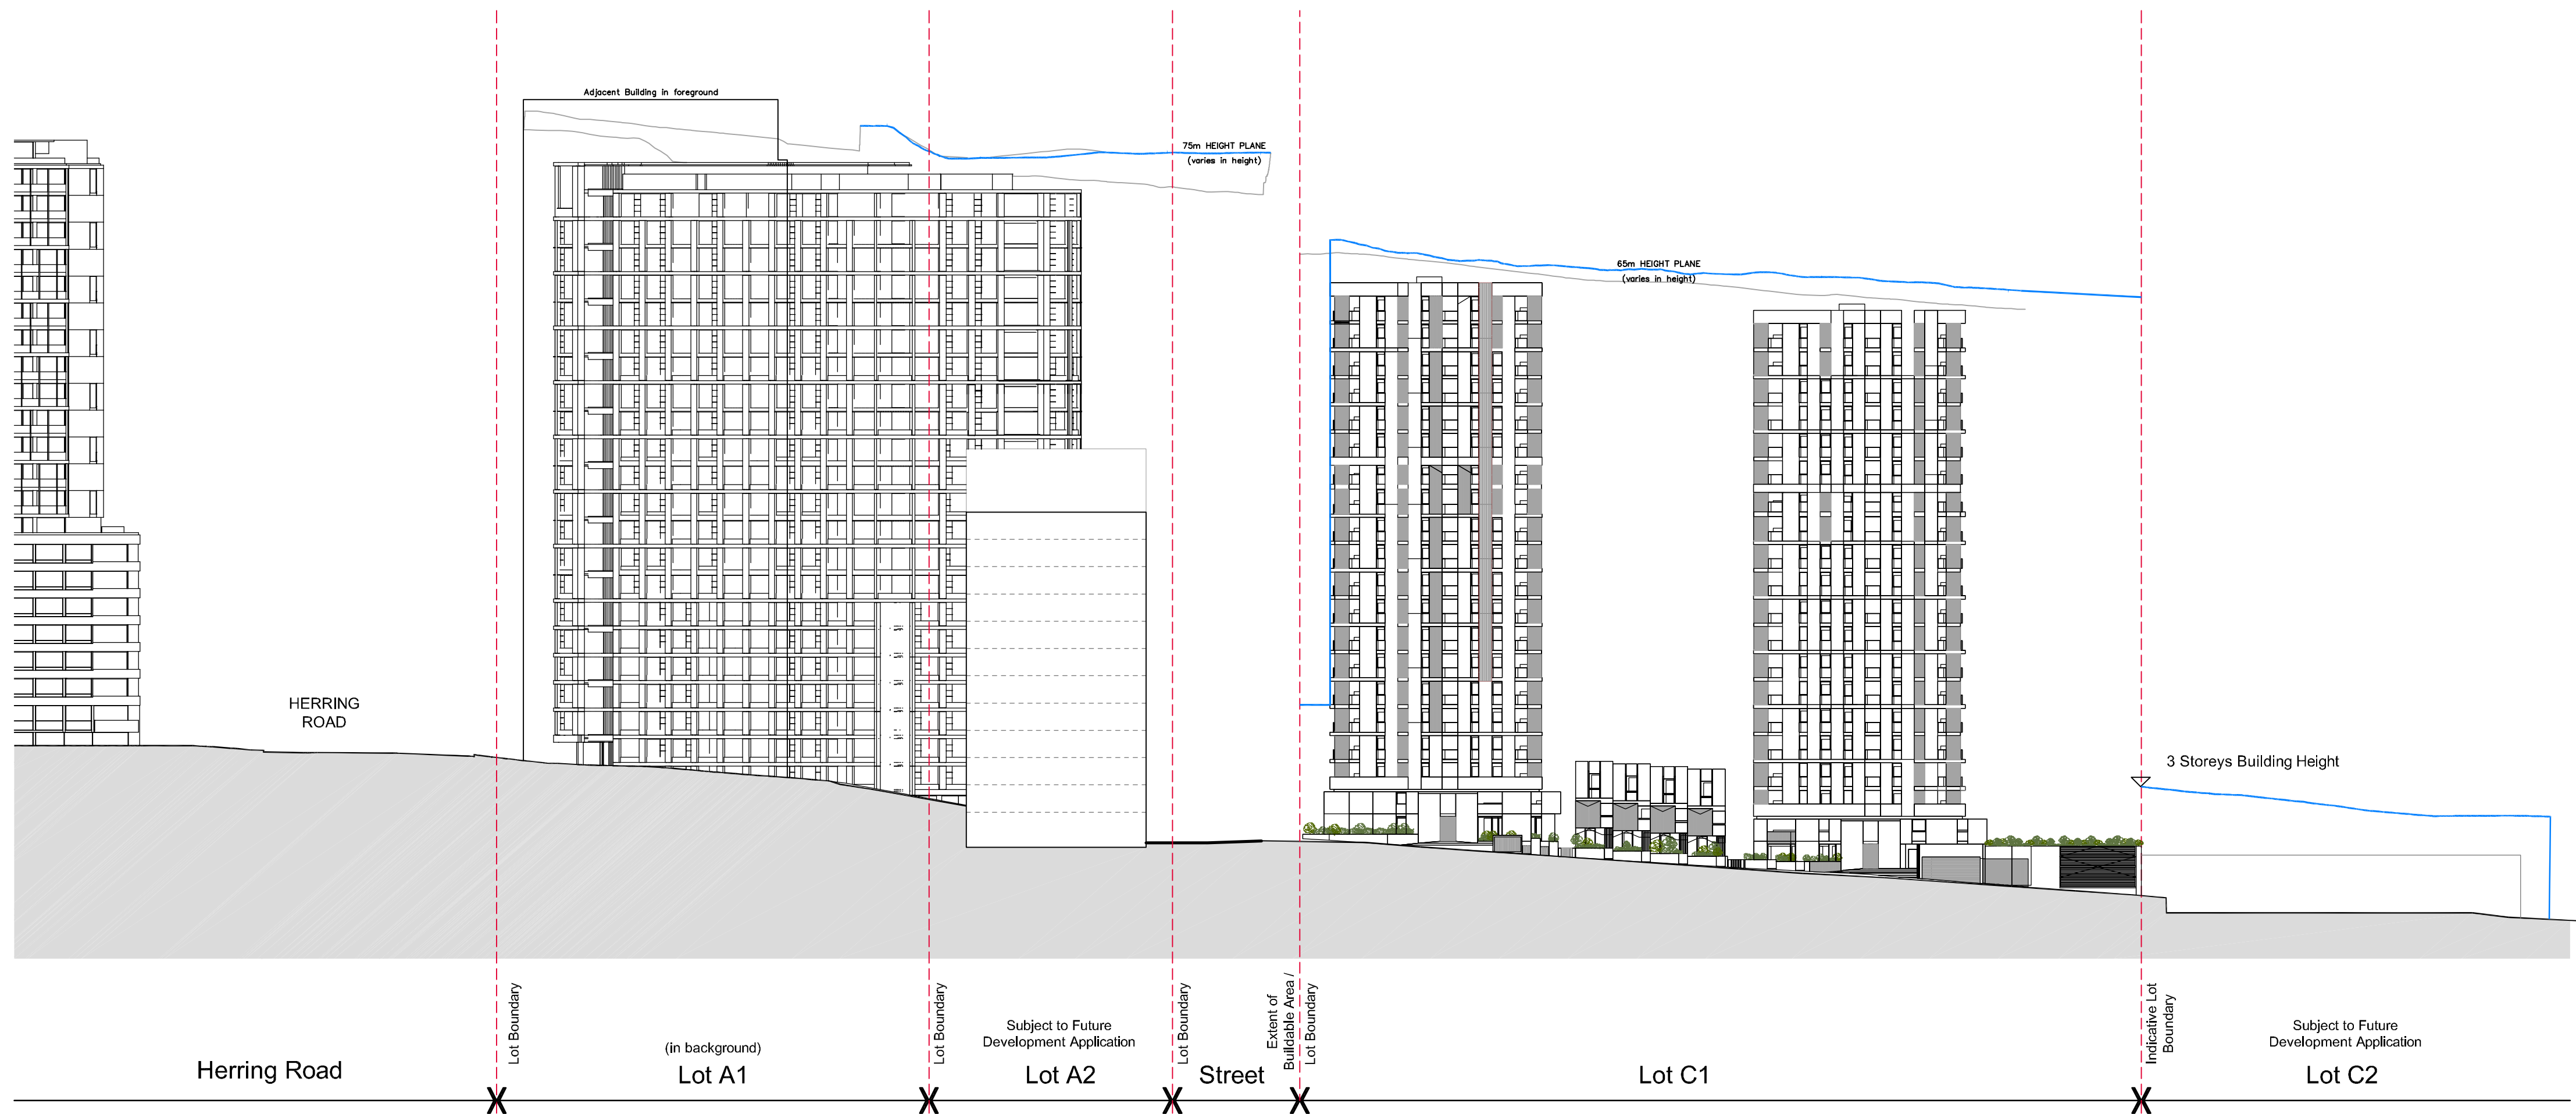 Adjacent Building in foreground
75m HEIGHT PLANE
(varies in height)
65m HEIGHT PLANE
(varies in height)
HERRING
ROAD
3 Storeys Building Height
Lot Boundary
Lot Boundary
Lot Boundary
Extent of
Buildable Area /
Lot Boundary
Indicative Lot
Boundary
Herring Road
(in background)
Lot A1
Subject to Future
Development Application
Lot A2
Street
Lot C1
Subject to Future
Development Application
Lot C2